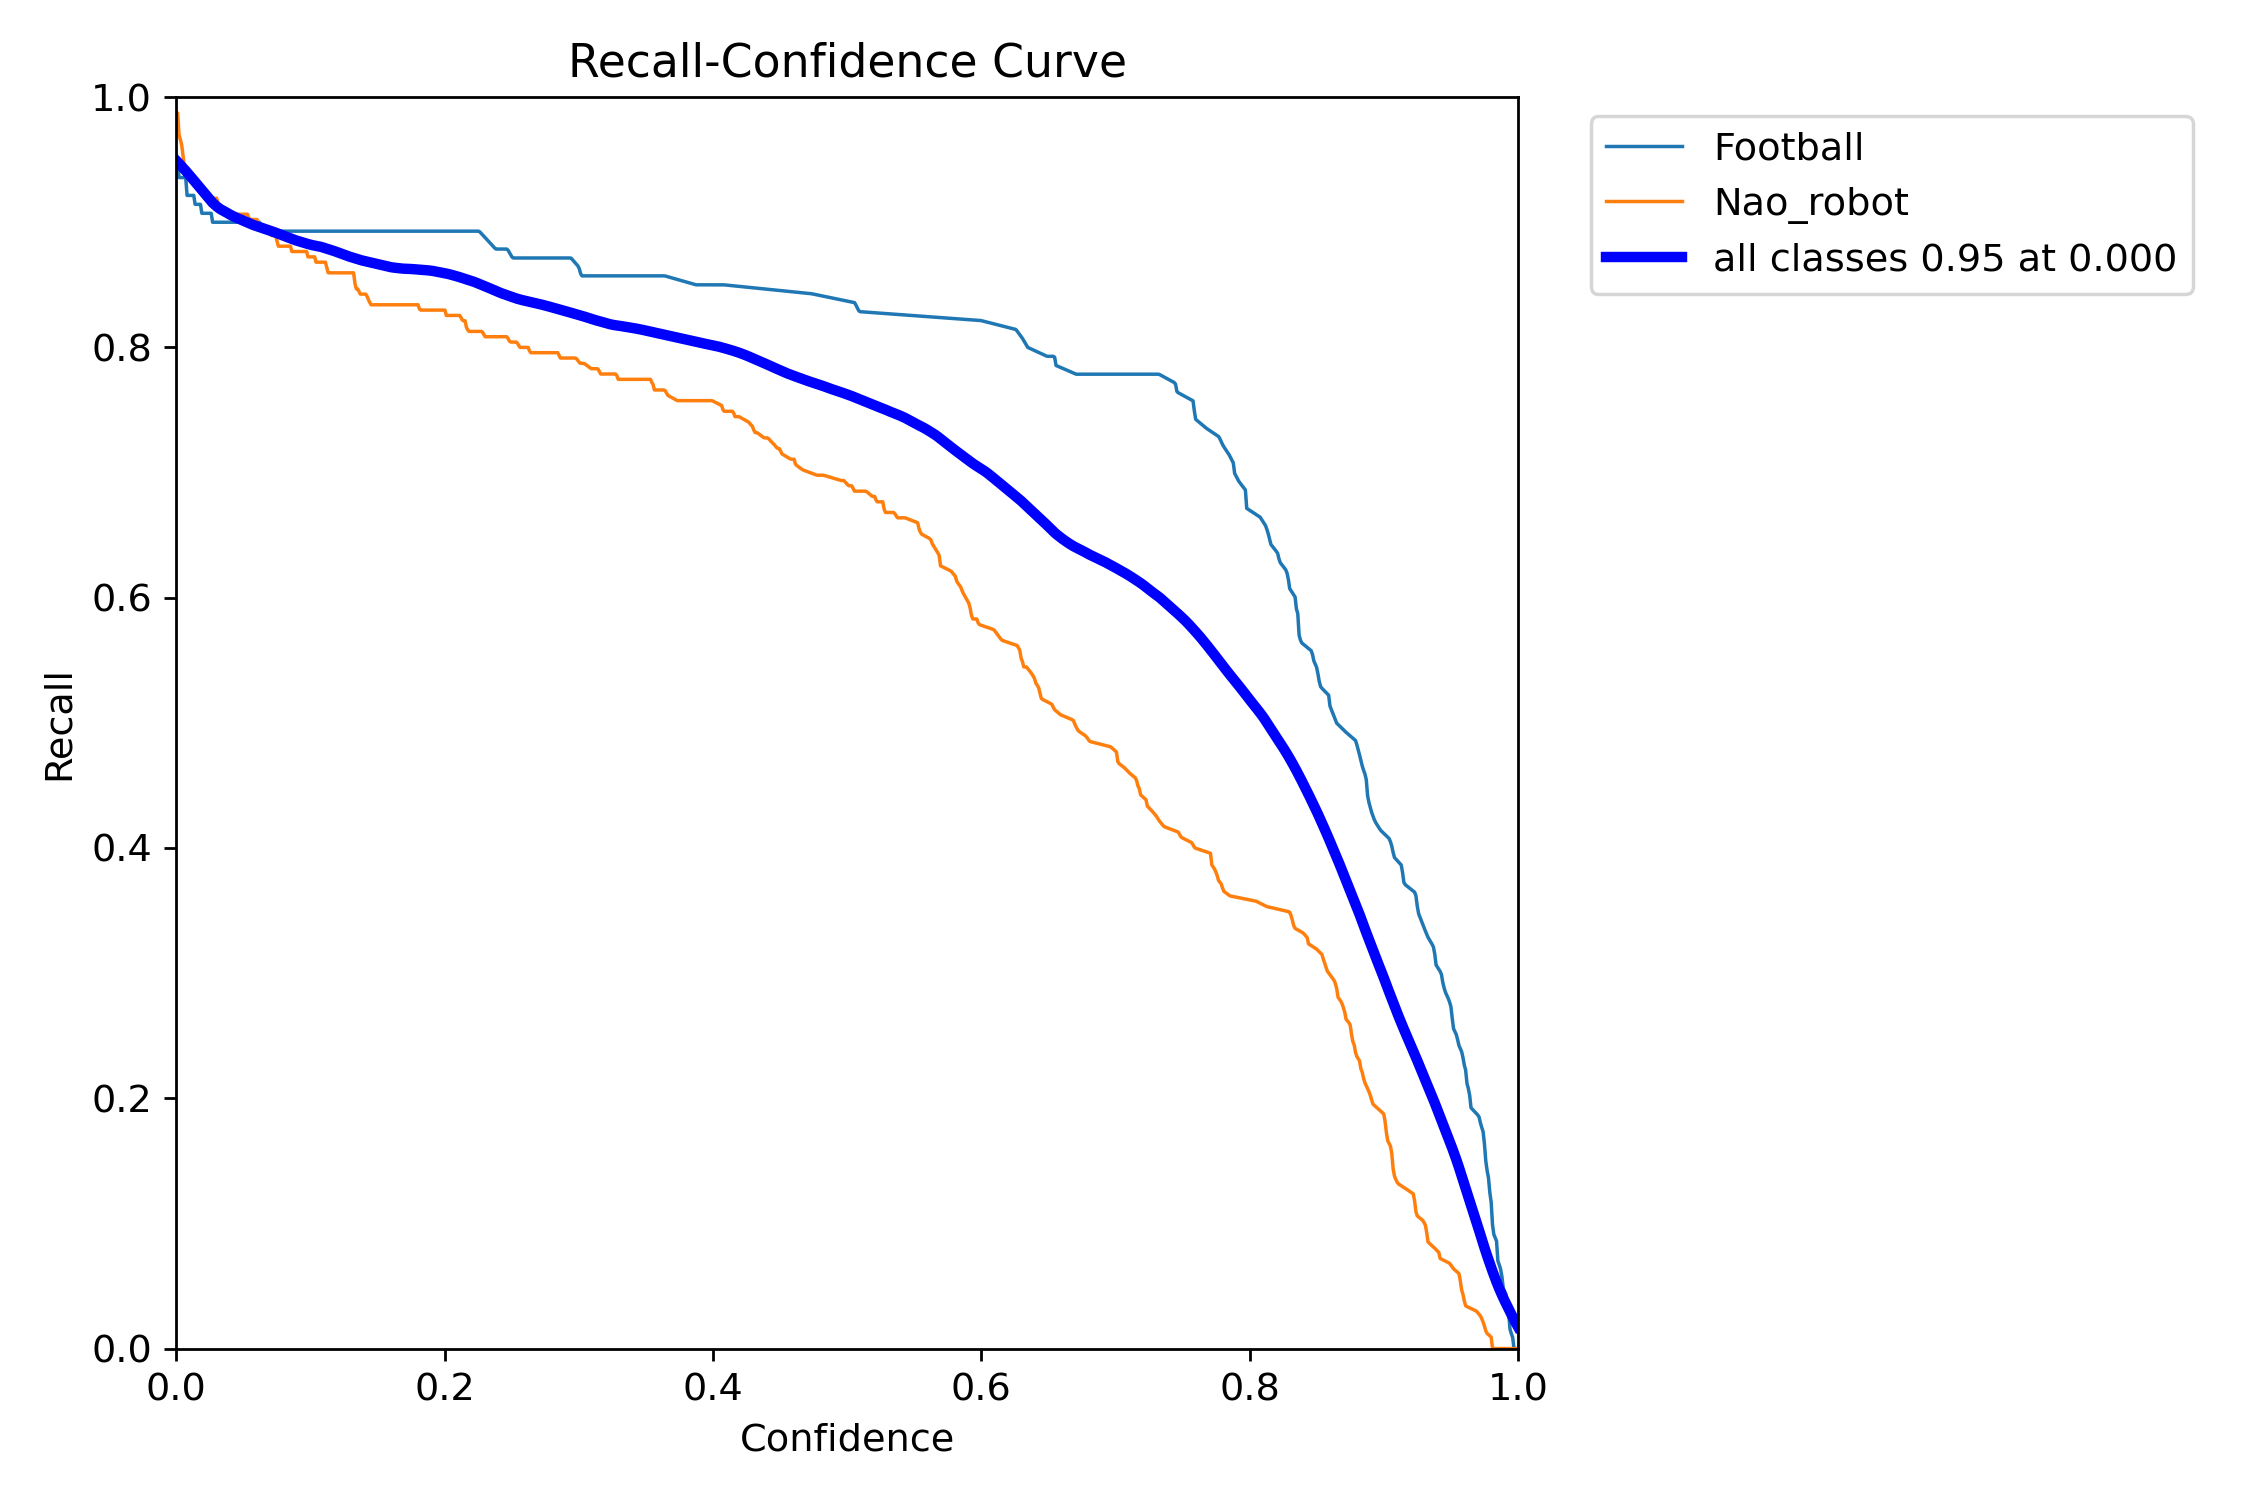 Recall-Confidence Curve
1.0
0.8
0.6
0.4
0.2
0.0
Recall
0.0 0.2 0.4 0.6 0.8 1.0
Confidence
Football
Nao_robot
all classes 0.95 at 0.000